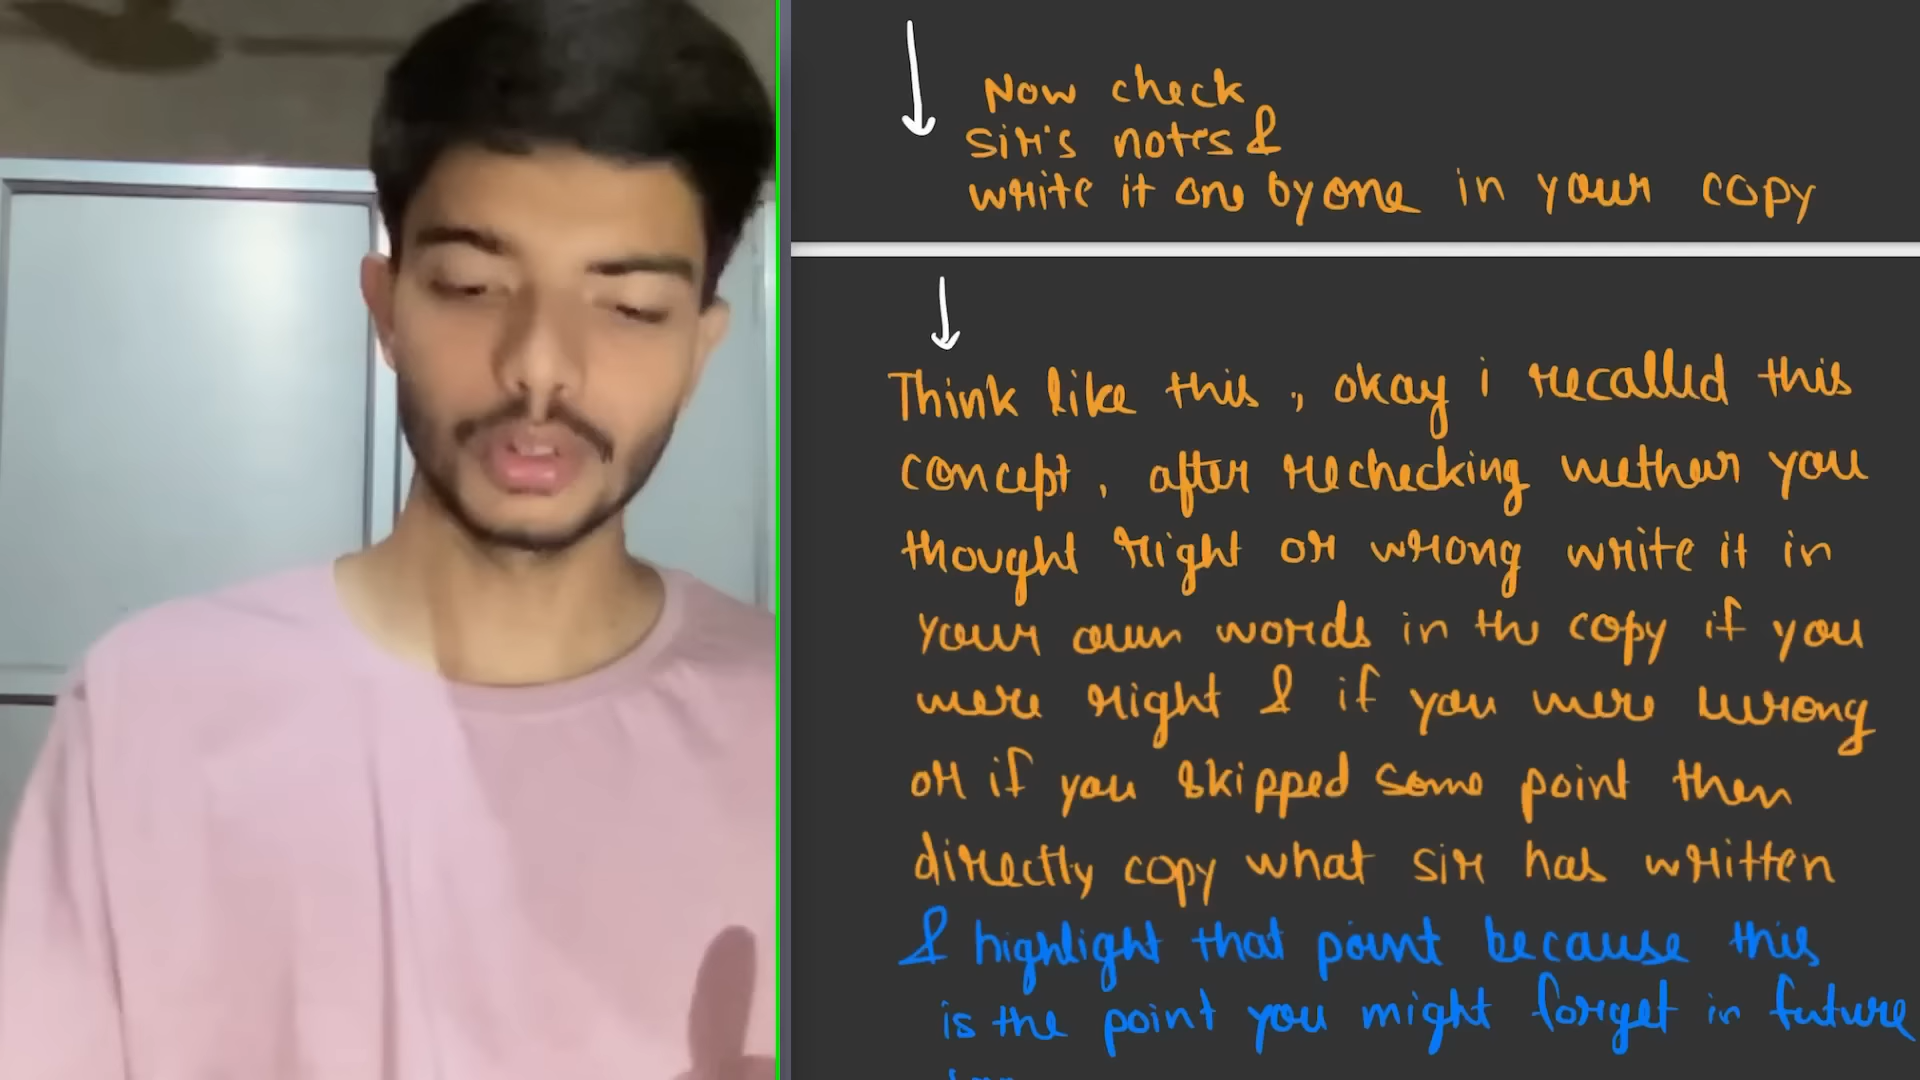 Now check
sir's notes &
write it one by one in your copy
Think like this, okay i recalled this
concept, after rechecking wethear you
thought right or wrong write it in
your own words in the copy if you
were right & if you were wrong
or if you skipped some point then
directly copy what sir has written
& highlight that point because this
is the point you might forget in future